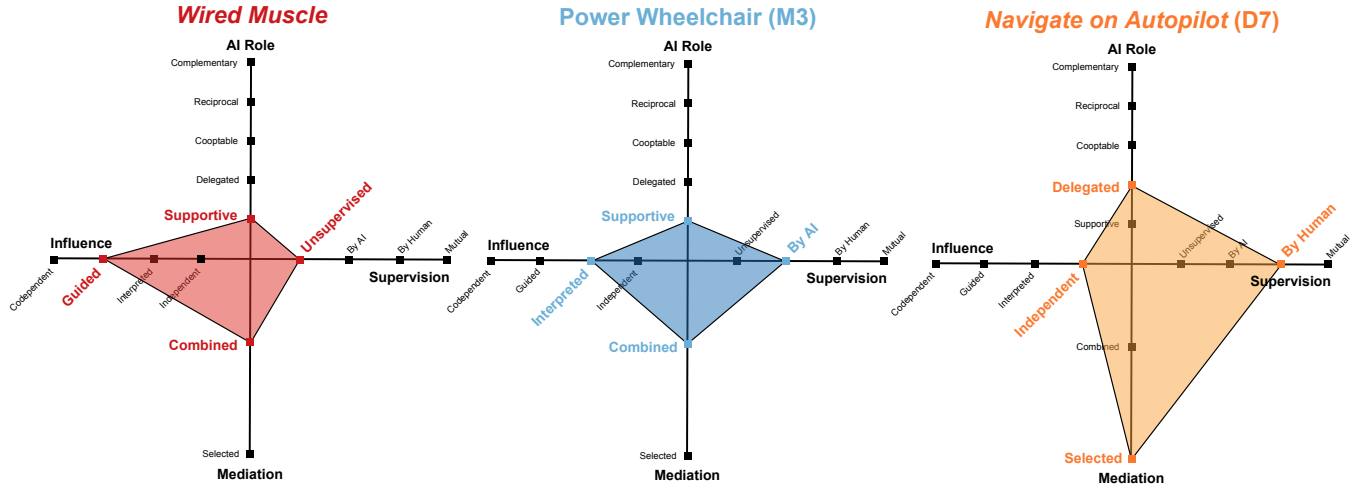 Wired Muscle
AI Role
Complementary
Reciprocal
Cooptable
Delegated
Supportive
Unsupervised
By AI
By Human
Mutual
Supervision
Influence
Codependent
Guided
Interpreted
Independent
Combined
Selected
Mediation
Power Wheelchair (M3)
AI Role
Complementary
Reciprocal
Cooptable
Delegated
Supportive
Unsupervised
By AI
By Human
Mutual
Supervision
Influence
Codependent
Guided
Interpreted
Independent
Combined
Selected
Mediation
Navigate on Autopilot (D7)
AI Role
Complementary
Reciprocal
Cooptable
Delegated
Supportive
Unsupervised
By AI
By Human
Mutual
Supervision
Influence
Codependent
Guided
Interpreted
Independent
Combined
Selected
Mediation